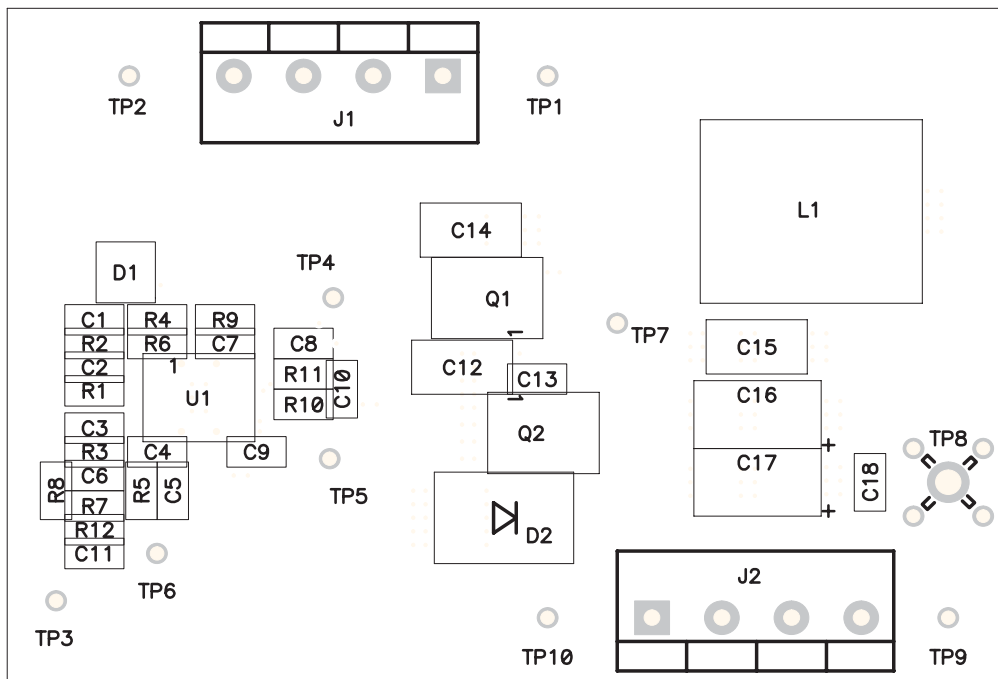 TP2
TP1
J1
L1
C14
D1
TP4
Q1
C1
R4
R9
1
TP7
R2
R6
C7
C8
C15
1
C2
R11
C10
C12
C13
R1
U1
R10
1
C16
C3
Q2
+
TP8
R3
C4
C9
C6
R8
R5
C5
TP5
C17
C18
R7
+
R12
D2
C11
TP6
J2
TP3
TP10
TP9